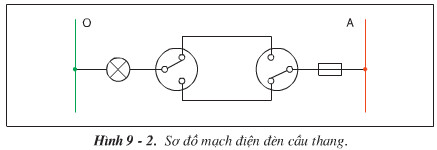 O A
Hình 9 - 2. Sơ đồ mạch điện đèn cầu thang.